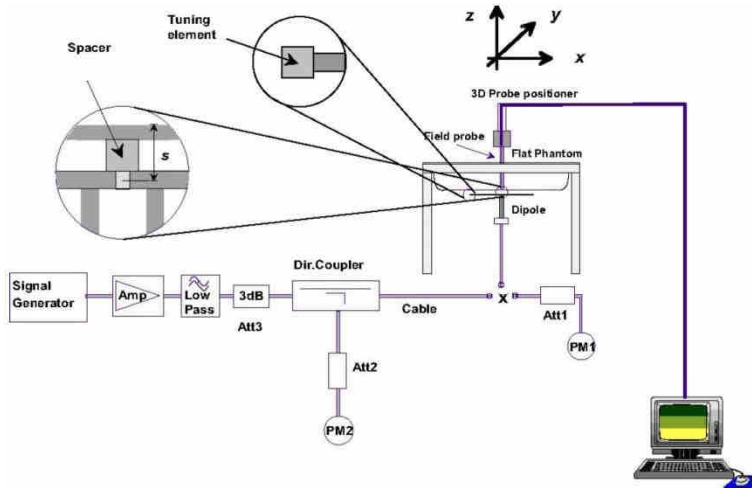 Tuning
element
Spacer
s
z
y
x
3D Probe positioner
Field probe
Flat Phantom
Dipole
Signal
Generator
Amp
Low
Pass
3dB
Att3
Dir.Coupler
Cable
x
Att1
PM1
Att2
PM2